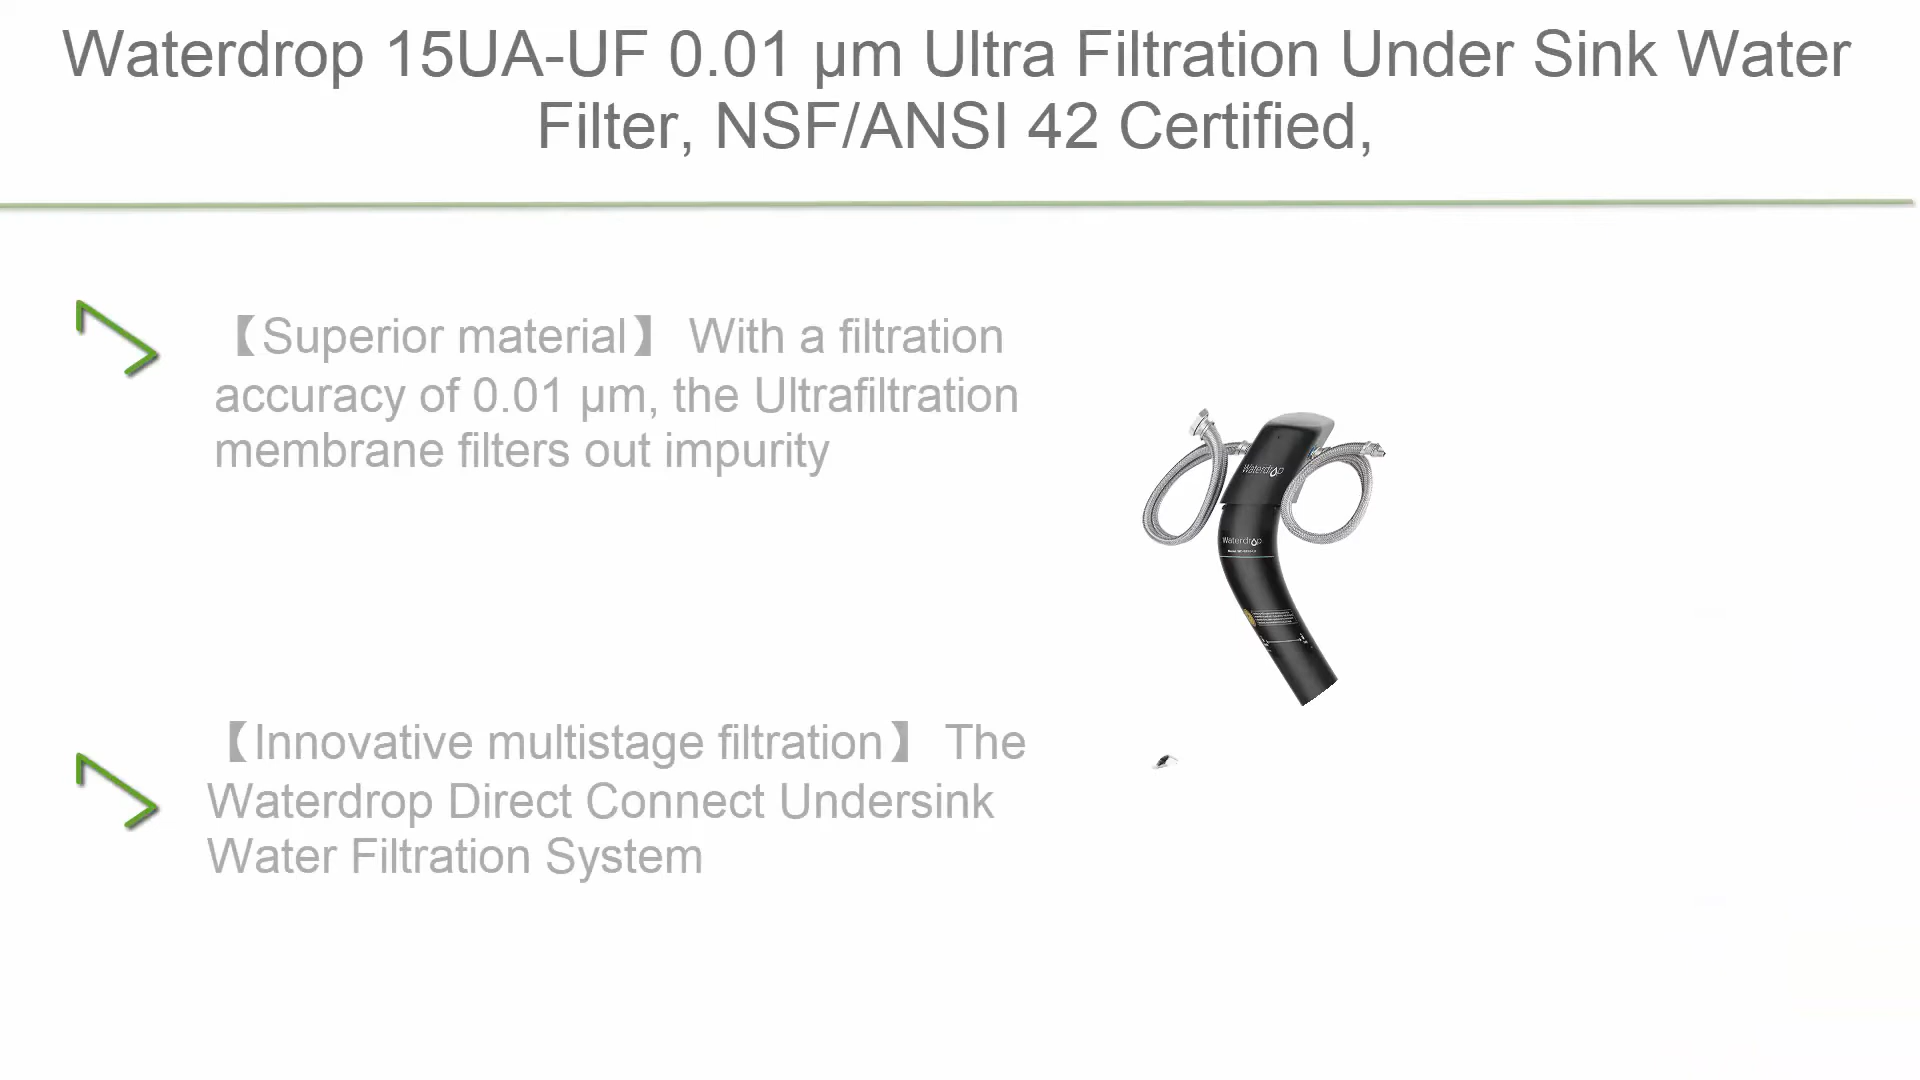 Waterdrop 15UA-UF 0.01 μm Ultra Filtration Under Sink Water
Filter, NSF/ANSI 42 Certified,
【Superior material】 With a filtration
accuracy of 0.01 μm, the Ultrafiltration
membrane filters out impurity
Waterdrop
Waterdrop
【Innovative multistage filtration】 The
Waterdrop Direct Connect Undersink
Water Filtration System